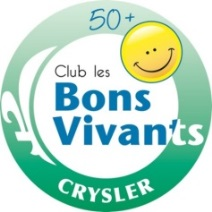 50+
Club les
Bons
Vivants
CRYSLER